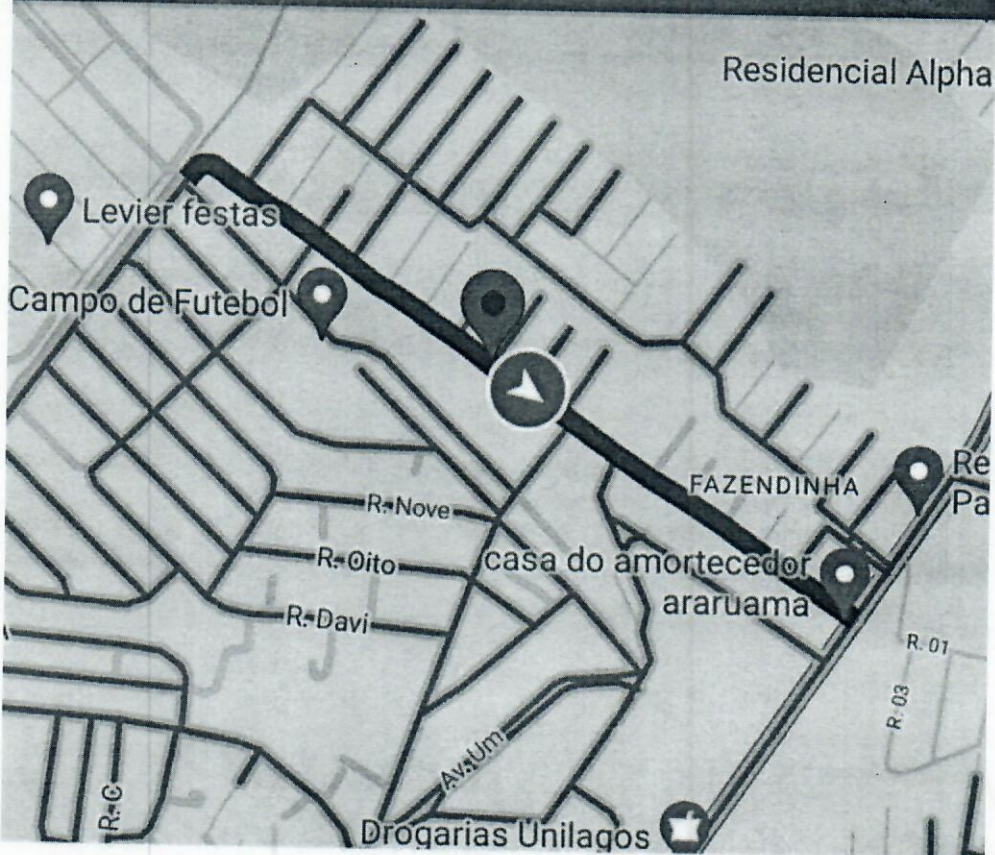 Residencial Alpha
Levier festas
Campo de Futebol
FAZENDINHA
Re
Pa
R. Nove
R. Oito
casa do amortecedor
araruama
R. Davi
R. 01
R. 03
Av. Um
R. C
Drogarias Unilagos